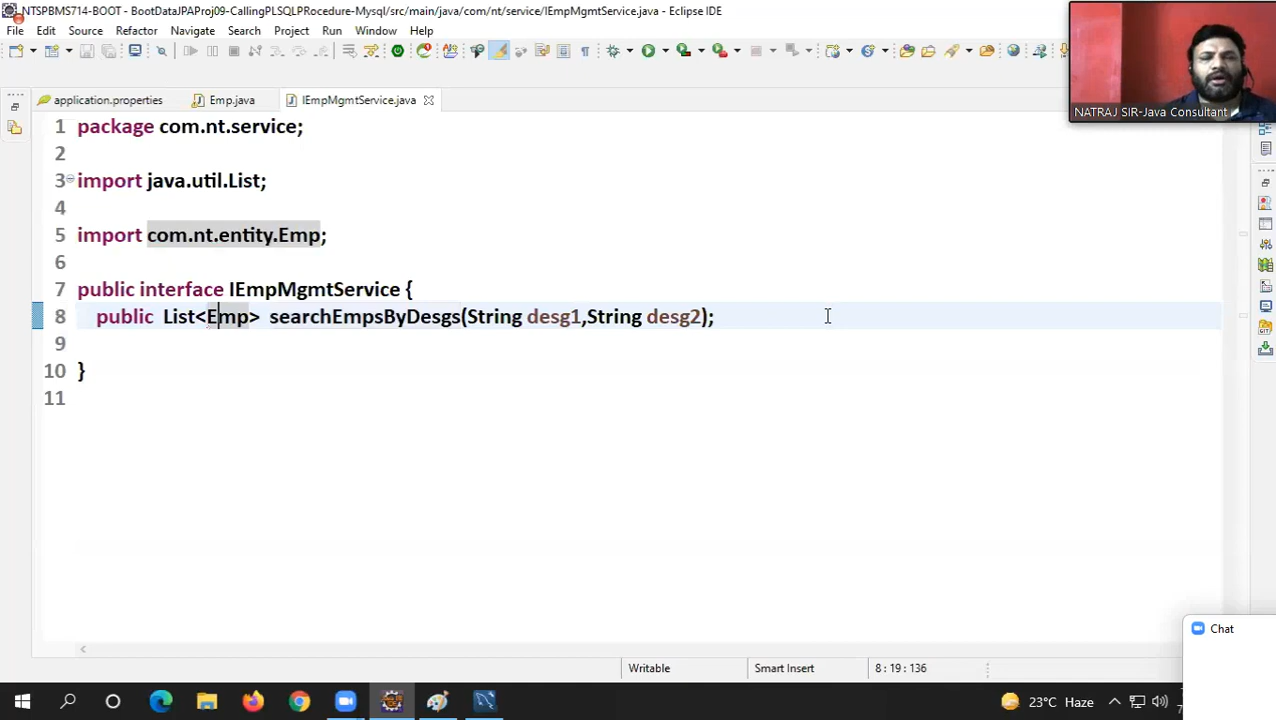 NTSPBMS714-BOOT - BootDataJPAProj09-CallingPLSQLPRocedure-Mysql/src/main/java/com/nt/service/IEmpMgmtService.java - Eclipse IDE
File Edit Source Refactor Navigate Search Project Run Window Help
application.properties Emp.java IEmpMgmtService.java
NATRAJ SIR-Java Consultant
1 package com.nt.service;
2
3 import java.util.List;
4
5 import com.nt.entity.Emp;
6
7 public interface IEmpMgmtService {
8 public List<Emp> searchEmpsByDesgs(String desg1,String desg2);
9
10 }
11
Chat
Writable Smart Insert 8 : 19 : 136
23°C Haze